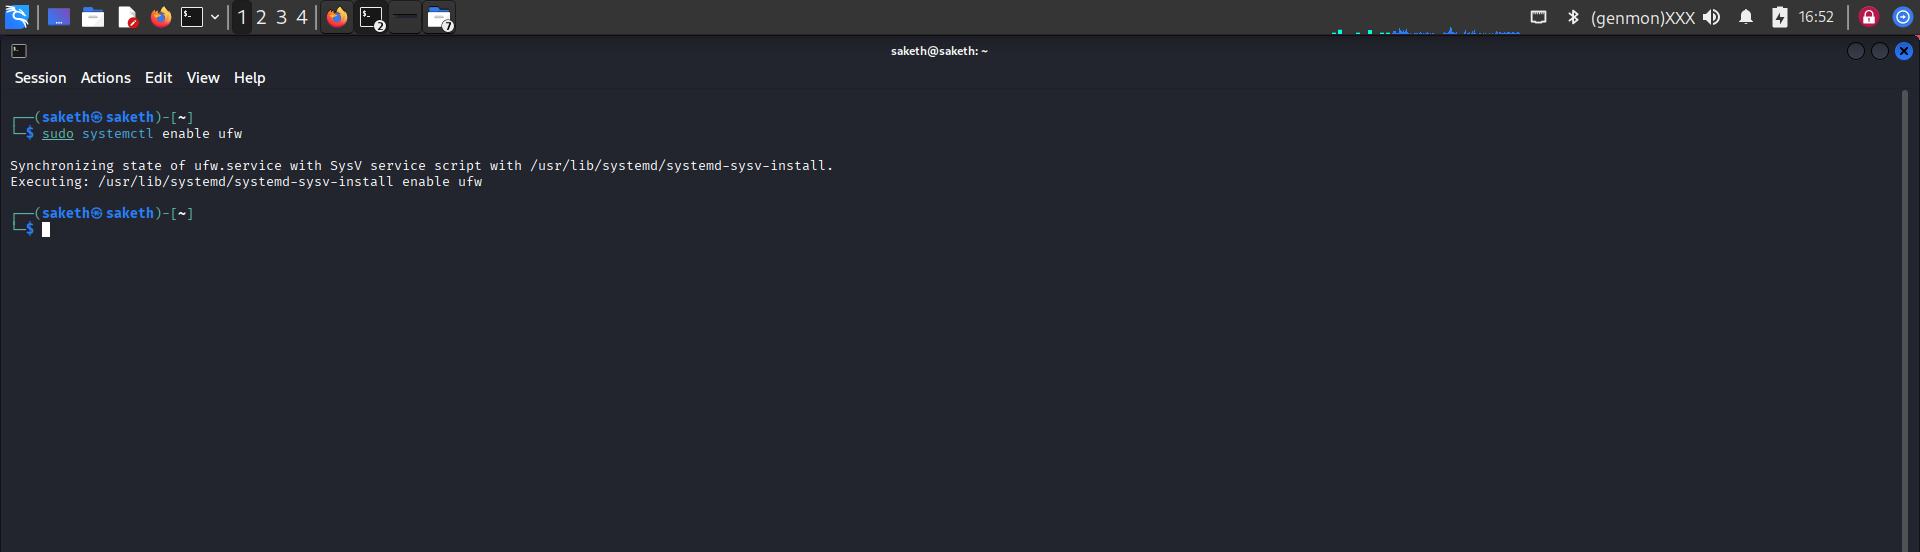 1 2 3 4 2 7 (genmon)XXX 16:52
saketh@saketh: ~
Session Actions Edit View Help
┌──(saketh㉿saketh)-[~]
└─$ sudo systemctl enable ufw
Synchronizing state of ufw.service with SysV service script with /usr/lib/systemd/systemd-sysv-install.
Executing: /usr/lib/systemd/systemd-sysv-install enable ufw
┌──(saketh㉿saketh)-[~]
└─$